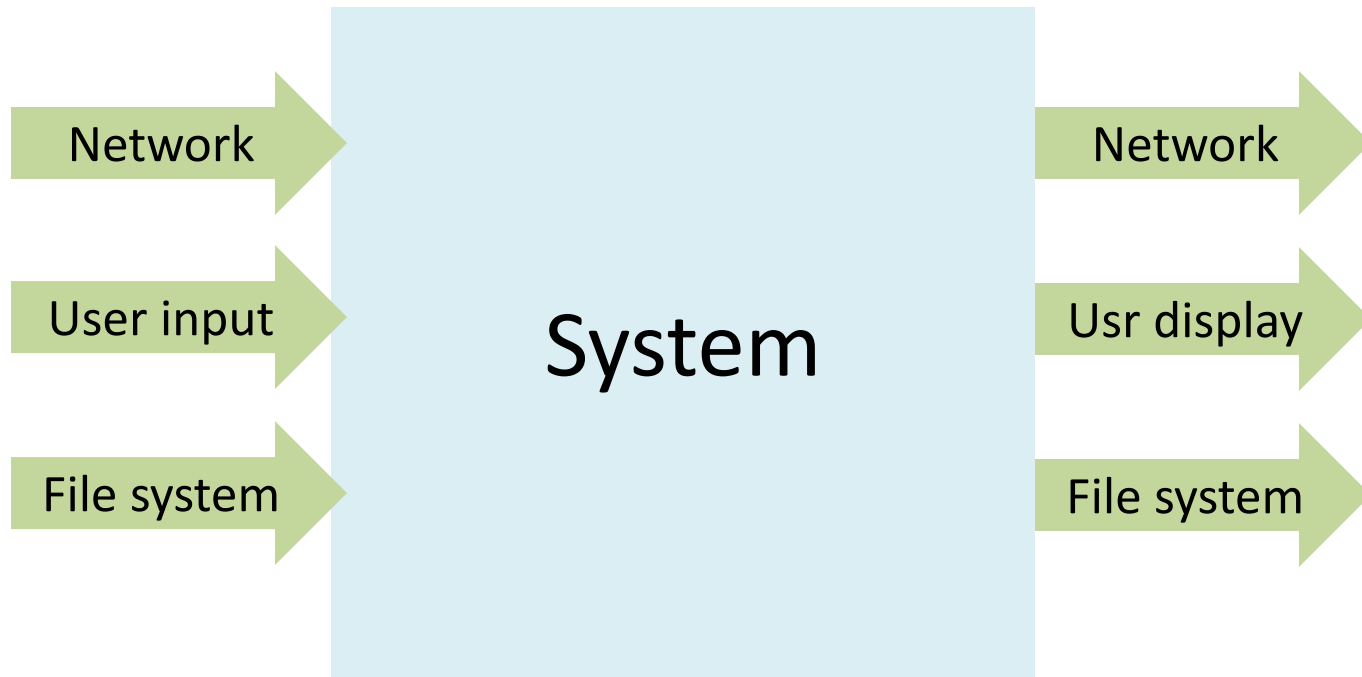 Network
User input
File system
System
Network
Usr display
File system